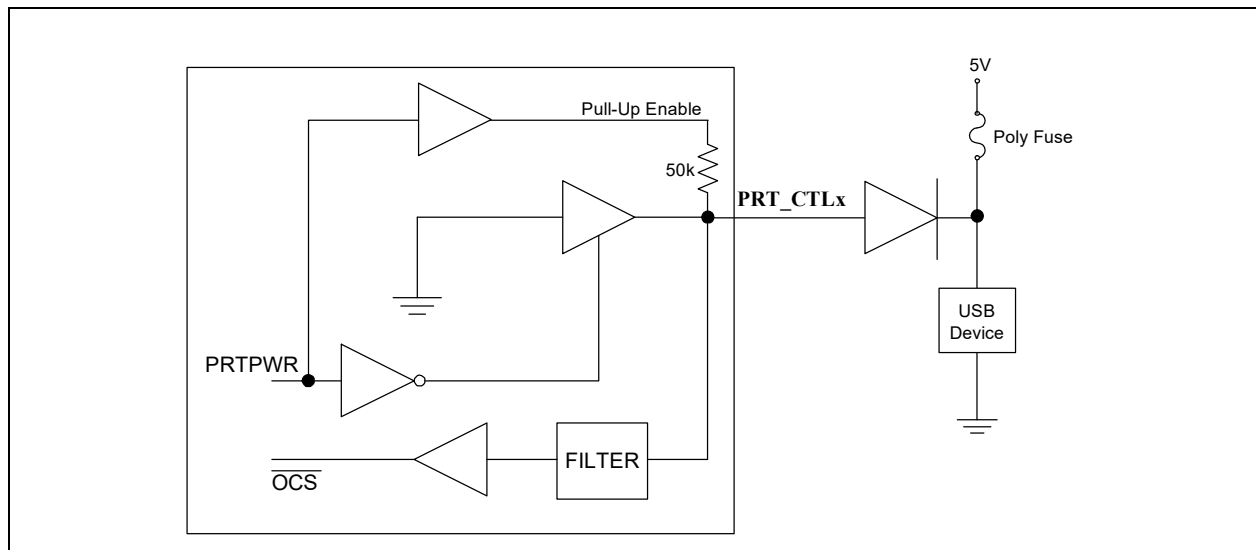 5V
Poly Fuse
Pull-Up Enable
50k
PRT_CTLx
USB
Device
PRTPWR
FILTER
OCS